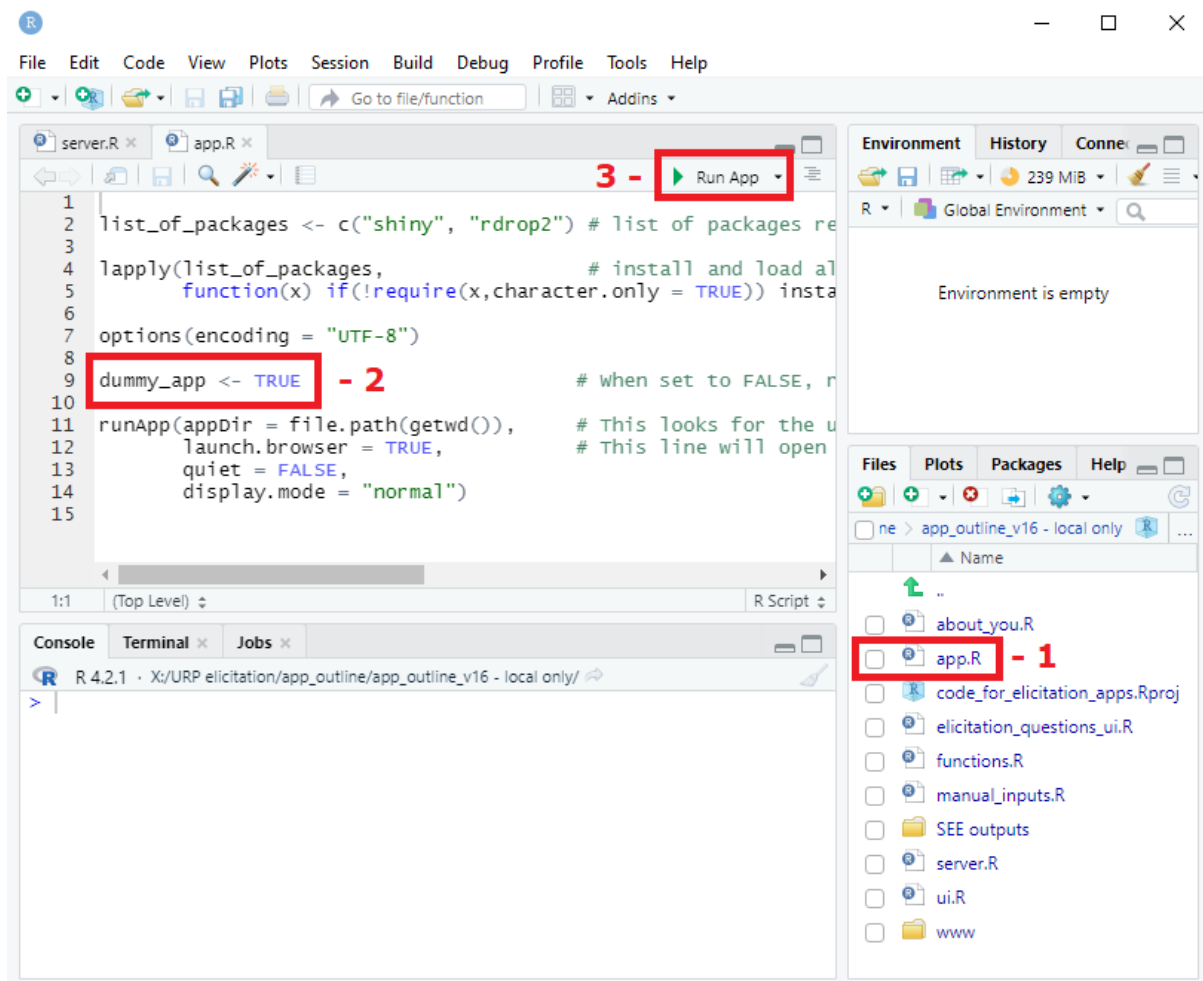 R
File Edit Code View Plots Session Build Debug Profile Tools Help
Go to file/function Addins
server.R × app.R ×
3 - Run App
1
2 list_of_packages <- c("shiny", "rdrop2") # list of packages re
3
4 lapply(list_of_packages, # install and load al
5 function(x) if(!require(x,character.only = TRUE)) insta
6
7 options(encoding = "UTF-8")
8
9 dummy_app <- TRUE - 2 # When set to FALSE, r
10
11 runApp(appDir = file.path(getwd()), # This looks for the u
12 launch.browser = TRUE, # This line will open
13 quiet = FALSE,
14 display.mode = "normal")
15
1:1 (Top Level) R Script
Console Terminal × Jobs ×
R 4.2.1 · X:/URP elicitation/app_outline/app_outline_v16 - local only/
>
Environment History Connec
239 MiB
R Global Environment
Environment is empty
Files Plots Packages Help
ne > app_outline_v16 - local only ...
Name
..
about_you.R
app.R - 1
code_for_elicitation_apps.Rproj
elicitation_questions_ui.R
functions.R
manual_inputs.R
SEE outputs
server.R
ui.R
www